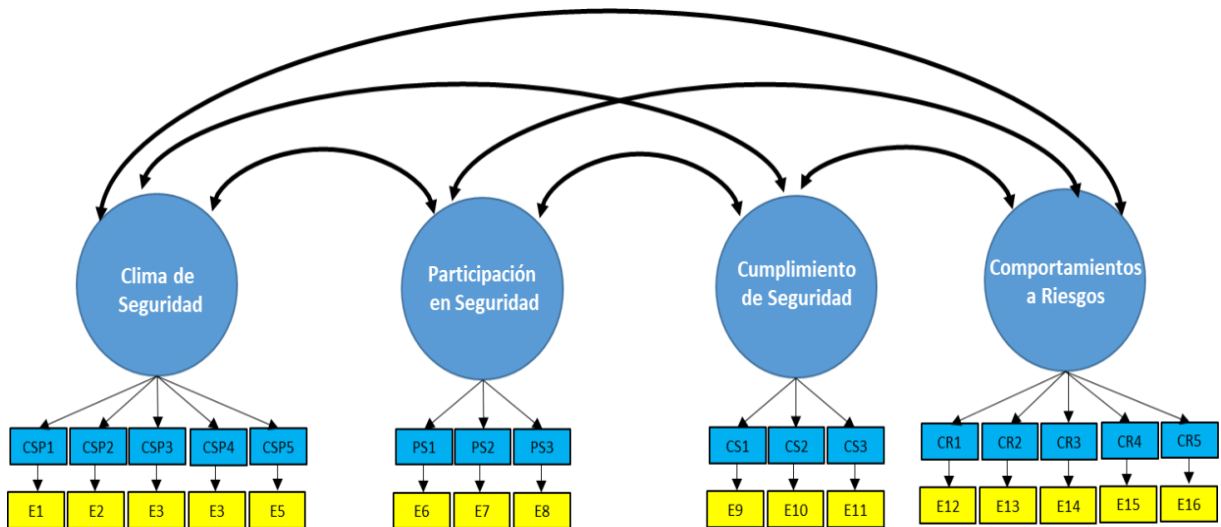 Clima de
Seguridad
Participación
en Seguridad
Cumplimiento
de Seguridad
Comportamientos
a Riesgos
CSP1 CSP2 CSP3 CSP4 CSP5
PS1 PS2 PS3
CS1 CS2 CS3
CR1 CR2 CR3 CR4 CR5
E1 E2 E3 E3 E5
E6 E7 E8
E9 E10 E11
E12 E13 E14 E15 E16